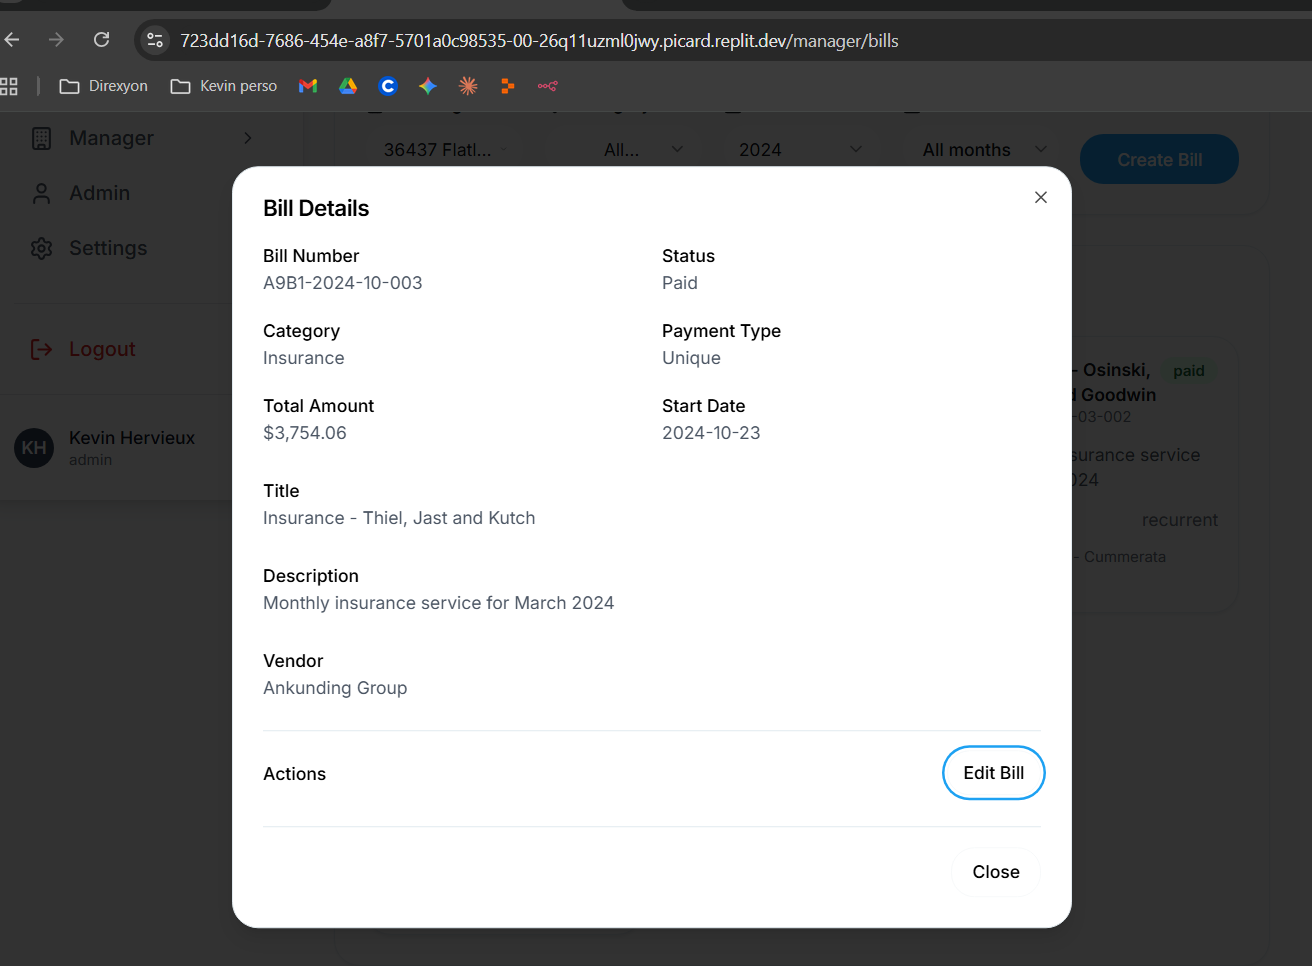 723dd16d-7686-454e-a8f7-5701a0c98535-00-26q11uzml0jwy.picard.replit.dev/manager/bills
Direxyon
Kevin perso
Manager
36437 Flatl...
All...
2024
All months
Create Bill
Admin
Settings
Logout
KH
Kevin Hervieux
admin
Bill Details
Bill Number
A9B1-2024-10-003
Status
Paid
Category
Insurance
Payment Type
Unique
Total Amount
$3,754.06
Start Date
2024-10-23
Title
Insurance - Thiel, Jast and Kutch
Description
Monthly insurance service for March 2024
Vendor
Ankunding Group
Actions
Edit Bill
Close
- Osinski,
paid
d Goodwin
-03-002
surance service
024
recurrent
- Cummerata